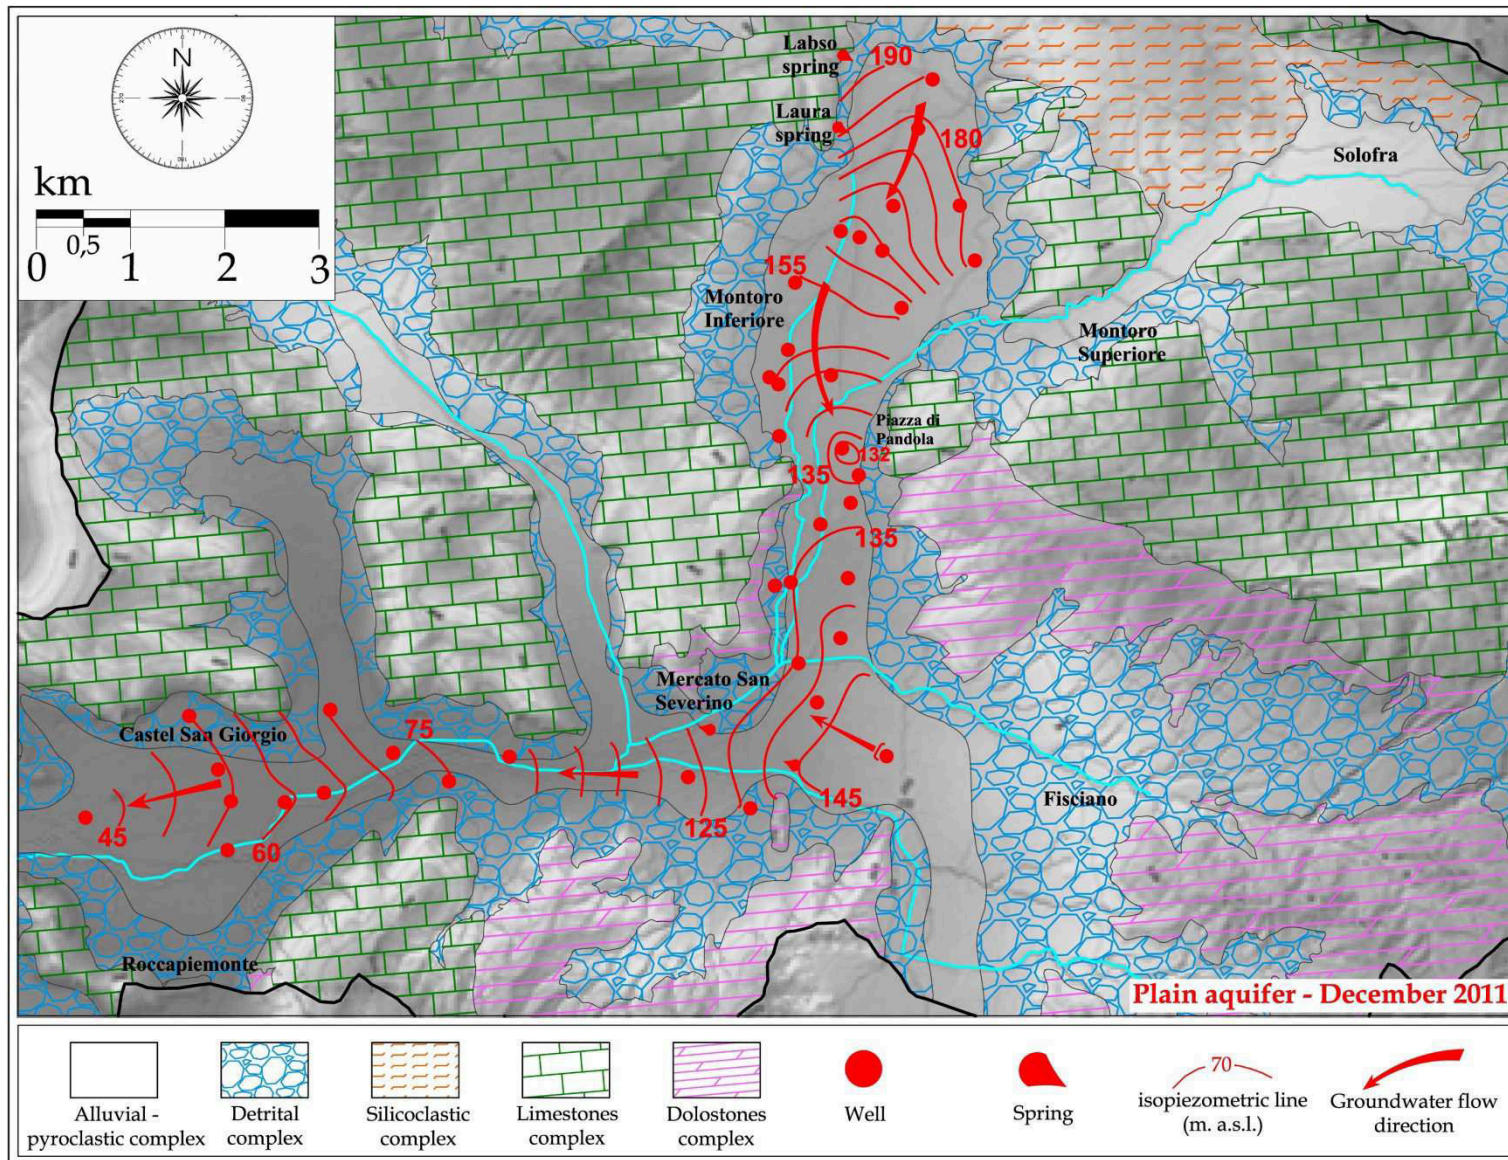 N
km
0,5
0
1
2
3
Labso
spring
190
Laura
spring
180
Solofra
155
Montoro
Inferiore
Montoro
Superiore
Piazza di
Pandola
132
135
135
Mercato San
Severino
Castel San Giorgio
75
145
Fisciano
125
45
60
Roccapiemonte
Plain aquifer - December 2011
Alluvial -
pyroclastic complex
Detrital
complex
Silicoclastic
complex
Limestones
complex
Dolostones
complex
Well
Spring
70
isopiezometric line
(m. a.s.l.)
Groundwater flow
direction